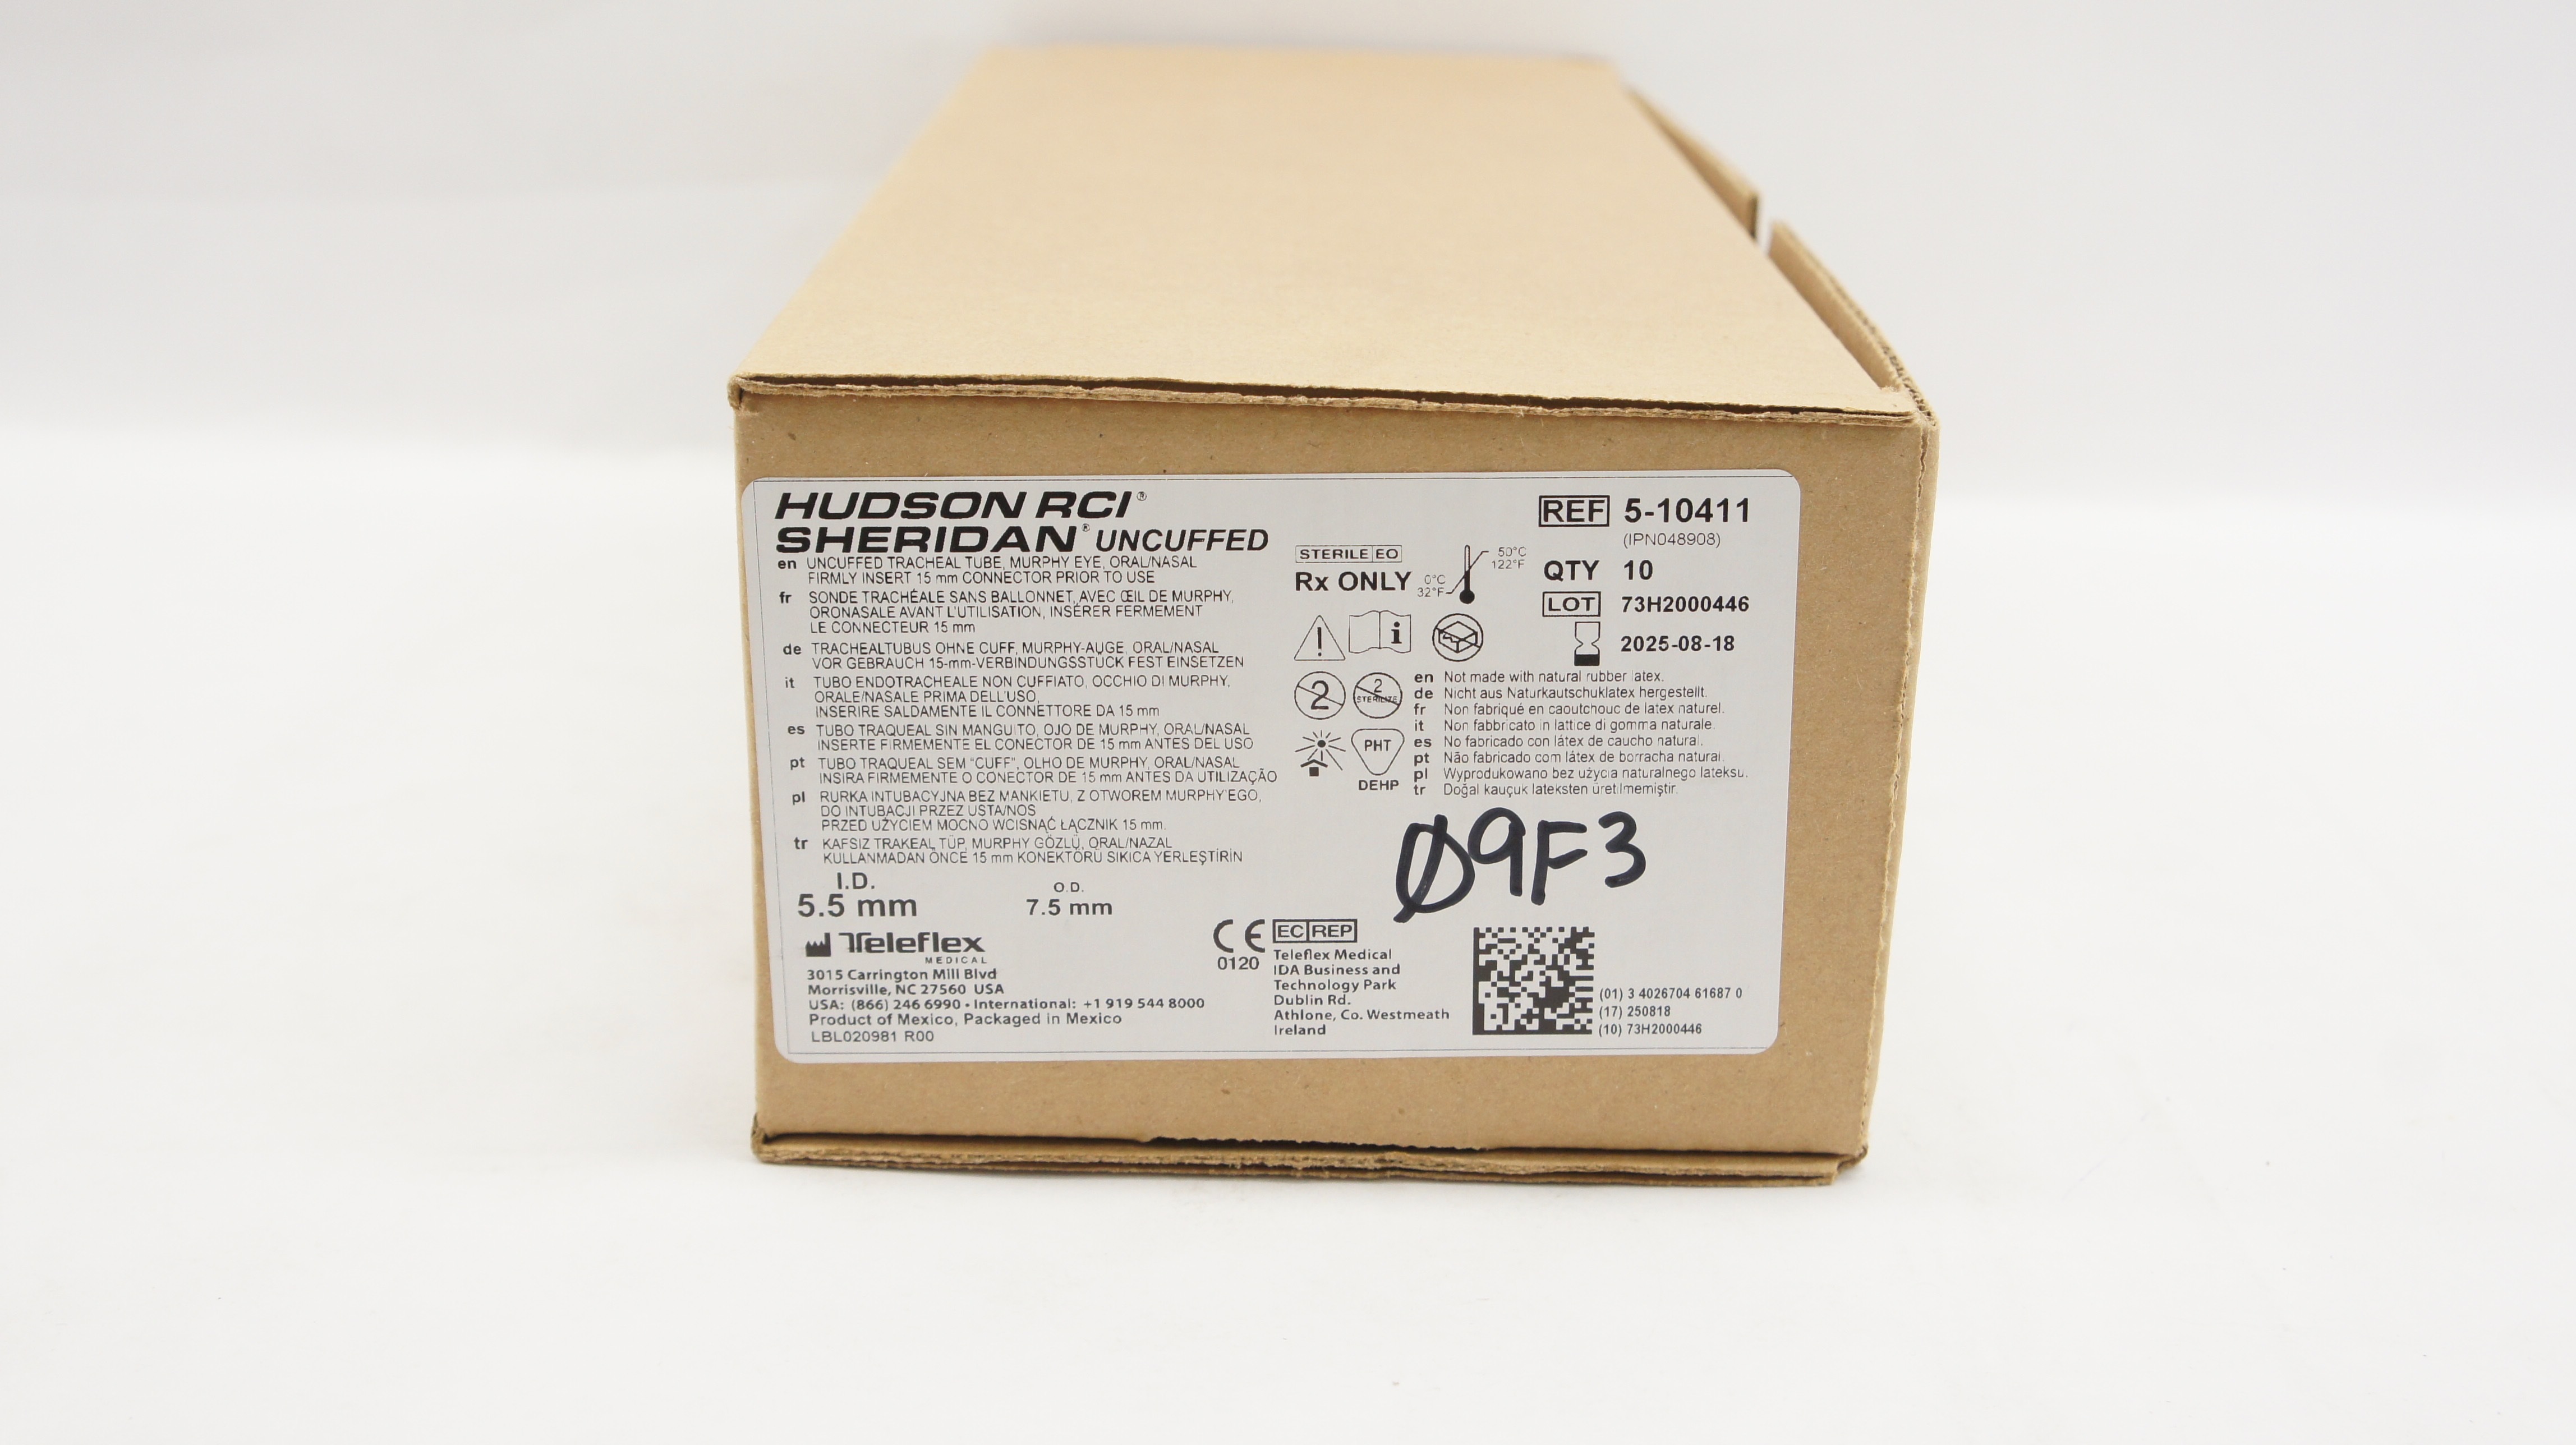 HUDSON RCI®
SHERIDAN® UNCUFFED
en UNCUFFED TRACHEAL TUBE, MURPHY EYE, ORAL/NASAL
FIRMLY INSERT 15 mm CONNECTOR PRIOR TO USE
fr SONDE TRACHÉALE SANS BALLONNET, AVEC ŒIL DE MURPHY,
ORONASALE AVANT L'UTILISATION, INSÉRER FERMEMENT
LE CONNECTEUR 15 mm
de TRACHEALTUBUS OHNE CUFF, MURPHY-AUGE, ORAL/NASAL
VOR GEBRAUCH 15-mm-VERBINDUNGSSTÜCK FEST EINSETZEN
it TUBO ENDOTRACHEALE NON CUFFIATO, OCCHIO DI MURPHY,
ORALE/NASALE PRIMA DELL'USO,
INSERIRE SALDAMENTE IL CONNETTORE DA 15 mm
es TUBO TRAQUEAL SIN MANGUITO, OJO DE MURPHY, ORAL/NASAL
INSERTE FIRMEMENTE EL CONECTOR DE 15 mm ANTES DEL USO
pt TUBO TRAQUEAL SEM "CUFF", OLHO DE MURPHY, ORAL/NASAL
INSIRA FIRMEMENTE O CONECTOR DE 15 mm ANTES DA UTILIZAÇÃO
pl RURKA INTUBACYJNA BEZ MANKIETU, Z OTWOREM MURPHY'EGO,
DO INTUBACJI PRZEZ USTA/NOS
PRZED UŻYCIEM MOCNO WCISNĄĆ ŁĄCZNIK 15 mm.
tr KAFSIZ TRAKEAL TÜP, MURPHY GÖZLÜ, ORAL/NAZAL
KULLANMADAN ÖNCE 15 mm KONEKTÖRÜ SIKICA YERLEŞTİRİN
I.D.
5.5 mm
O.D.
7.5 mm
Teleflex
MEDICAL
3015 Carrington Mill Blvd
Morrisville, NC 27560 USA
USA: (866) 246 6990 • International: +1 919 544 8000
Product of Mexico, Packaged in Mexico
LBL020981 R00
STERILE EO
Rx ONLY
0°C
32°F
50°C
122°F
REF 5-10411
(IPN048908)
QTY 10
LOT 73H2000446
2025-08-18
i
2
2
STERILIZE
PHT
DEHP
en Not made with natural rubber latex.
de Nicht aus Naturkautschuklatex hergestellt.
fr Non fabriqué en caoutchouc de latex naturel.
it Non fabbricato in lattice di gomma naturale.
es No fabricado con látex de caucho natural.
pt Não fabricado com látex de borracha natural.
pl Wyprodukowano bez użycia naturalnego lateksu.
tr Doğal kauçuk lateksten üretilmemiştir.
Ø9F3
CE
0120
EC REP
Teleflex Medical
IDA Business and
Technology Park
Dublin Rd.
Athlone, Co. Westmeath
Ireland
(01) 3 4026704 61687 0
(17) 250818
(10) 73H2000446